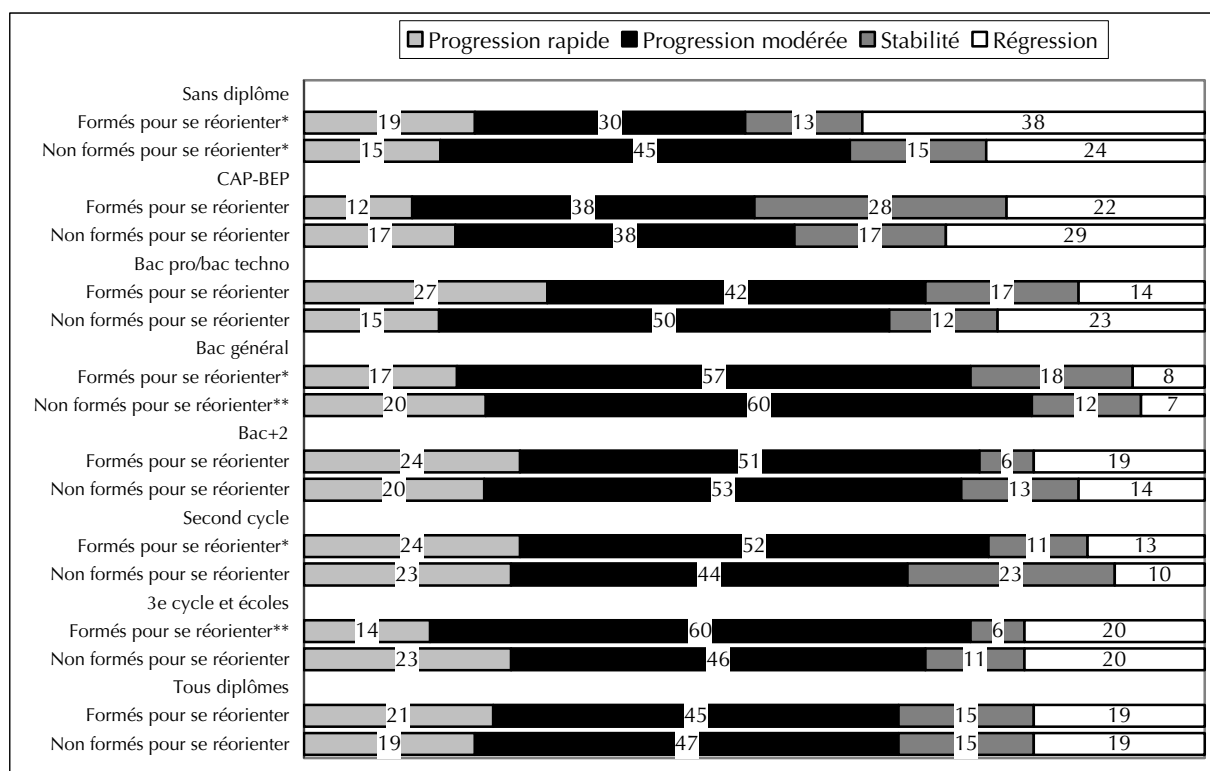 Progression rapide Progression modérée Stabilité Régression
Sans diplôme
Formés pour se réorienter* 19 30 13 38
Non formés pour se réorienter* 15 45 15 24
CAP-BEP
Formés pour se réorienter 12 38 28 22
Non formés pour se réorienter 17 38 17 29
Bac pro/bac techno
Formés pour se réorienter 27 42 17 14
Non formés pour se réorienter 15 50 12 23
Bac général
Formés pour se réorienter* 17 57 18 8
Non formés pour se réorienter** 20 60 12 7
Bac+2
Formés pour se réorienter 24 51 6 19
Non formés pour se réorienter 20 53 13 14
Second cycle
Formés pour se réorienter* 24 52 11 13
Non formés pour se réorienter 23 44 23 10
3e cycle et écoles
Formés pour se réorienter** 14 60 6 20
Non formés pour se réorienter 23 46 11 20
Tous diplômes
Formés pour se réorienter 21 45 15 19
Non formés pour se réorienter 19 47 15 19